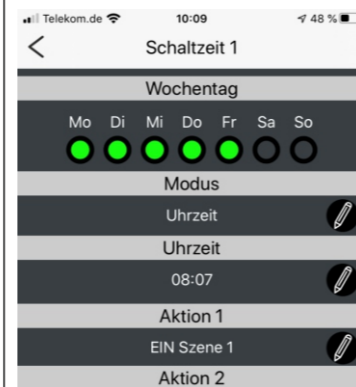 Telekom.de 10:09 48 %
Schaltzeit 1
Wochentag
Mo Di Mi Do Fr Sa So
Modus
Uhrzeit
Uhrzeit
08:07
Aktion 1
EIN Szene 1
Aktion 2